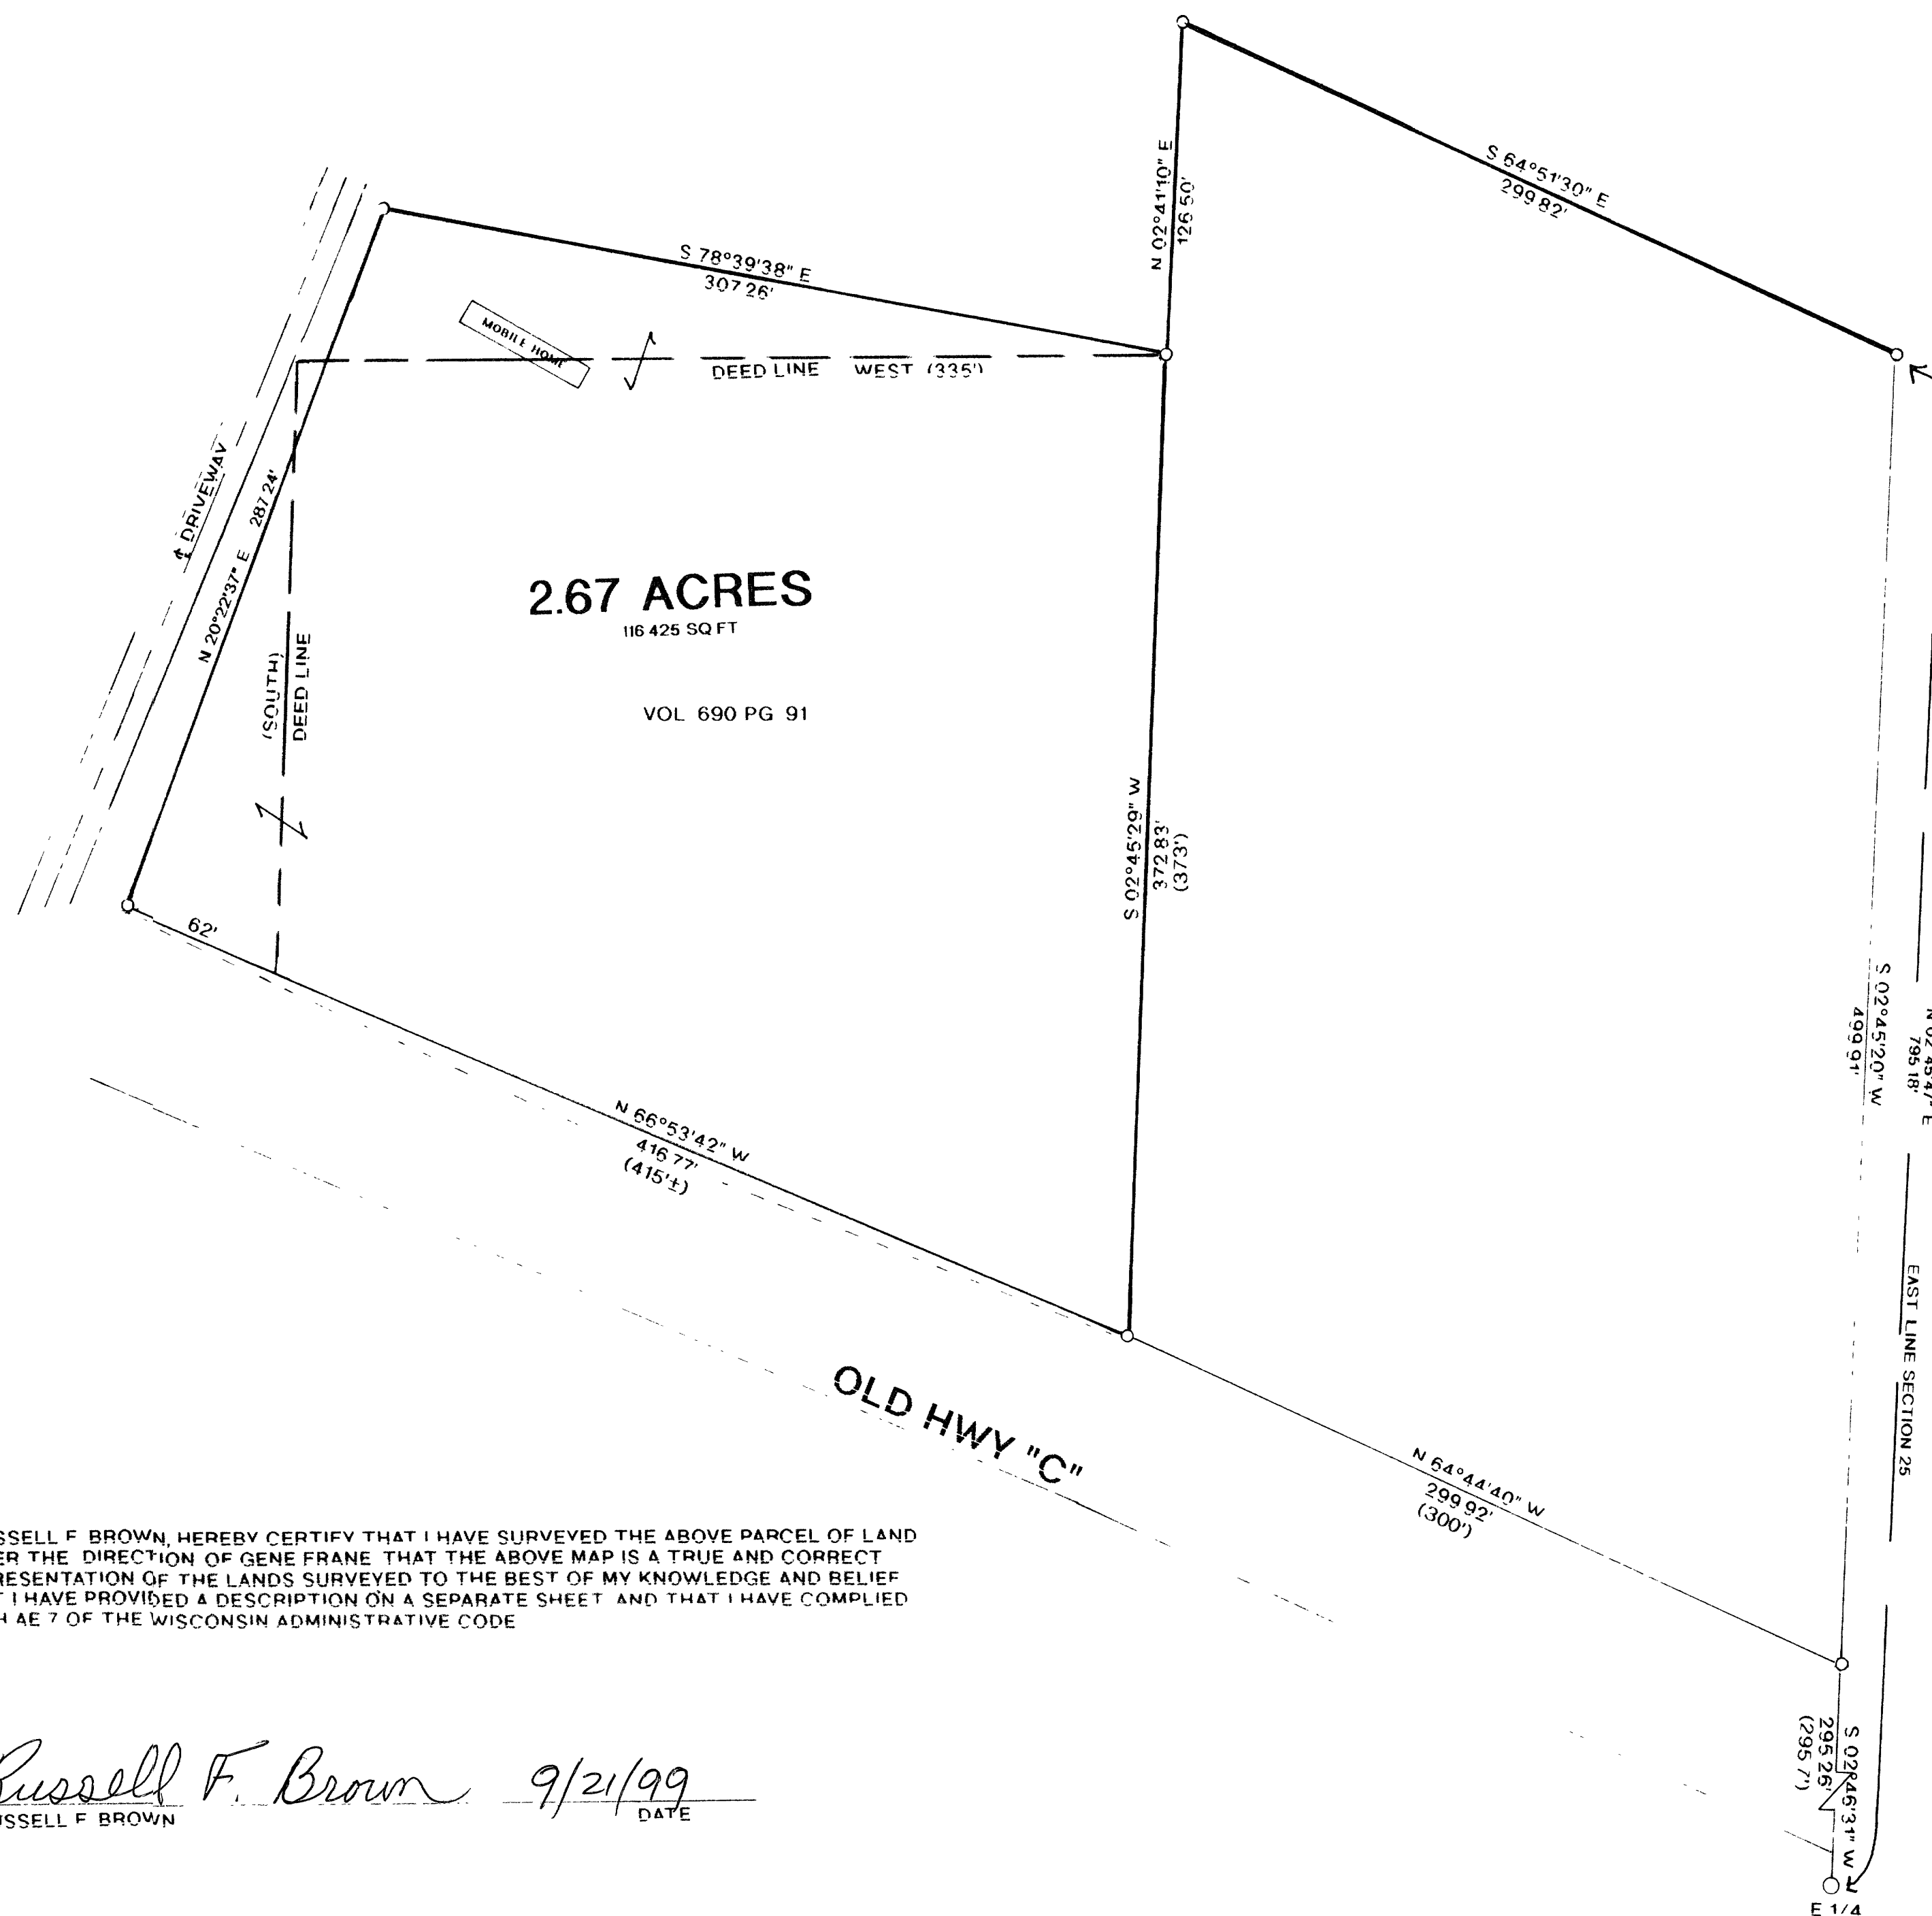 S 64°51'30" E
299 82'
N 02°41'10" E
126 50'
S 78°39'38" E
307 26'
MOBILE HOME
DEED LINE WEST (335')
DRIVEWAY
N 20°22'37" E 287 24'
2.67 ACRES
116 425 SQ FT
VOL 690 PG 91
(SOUTH)
DEED LINE
S 02°45'29" W
372 83'
(373')
S 02°45'20" W
499 91'
N 02°45'47" E
795 18'
62'
N 66°53'42" W
416 77'
(415'±)
EAST LINE SECTION 25
OLD HWY "C"
N 64°44'40" W
299 92'
(300')
SSELL F BROWN, HEREBY CERTIFY THAT I HAVE SURVEYED THE ABOVE PARCEL OF LAND
ER THE DIRECTION OF GENE FRANE THAT THE ABOVE MAP IS A TRUE AND CORRECT
RESENTATION OF THE LANDS SURVEYED TO THE BEST OF MY KNOWLEDGE AND BELIEF
T I HAVE PROVIDED A DESCRIPTION ON A SEPARATE SHEET AND THAT I HAVE COMPLIED
H AE 7 OF THE WISCONSIN ADMINISTRATIVE CODE
S 02°46'31" W
295 26'
(295 7')
Russell F. Brown 9/21/99
USSELL F BROWN DATE
E 1/4